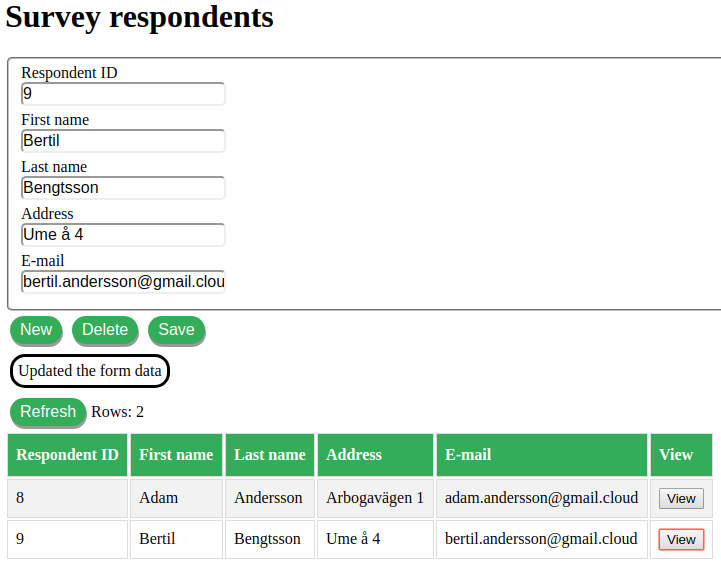 Survey respondents
Respondent ID
9
First name
Bertil
Last name
Bengtsson
Address
Ume å 4
E-mail
bertil.andersson@gmail.clou
New Delete Save
Updated the form data
Refresh Rows: 2
Respondent ID First name Last name Address E-mail View
8 Adam Andersson Arbogavägen 1 adam.andersson@gmail.cloud View
9 Bertil Bengtsson Ume å 4 bertil.andersson@gmail.cloud View